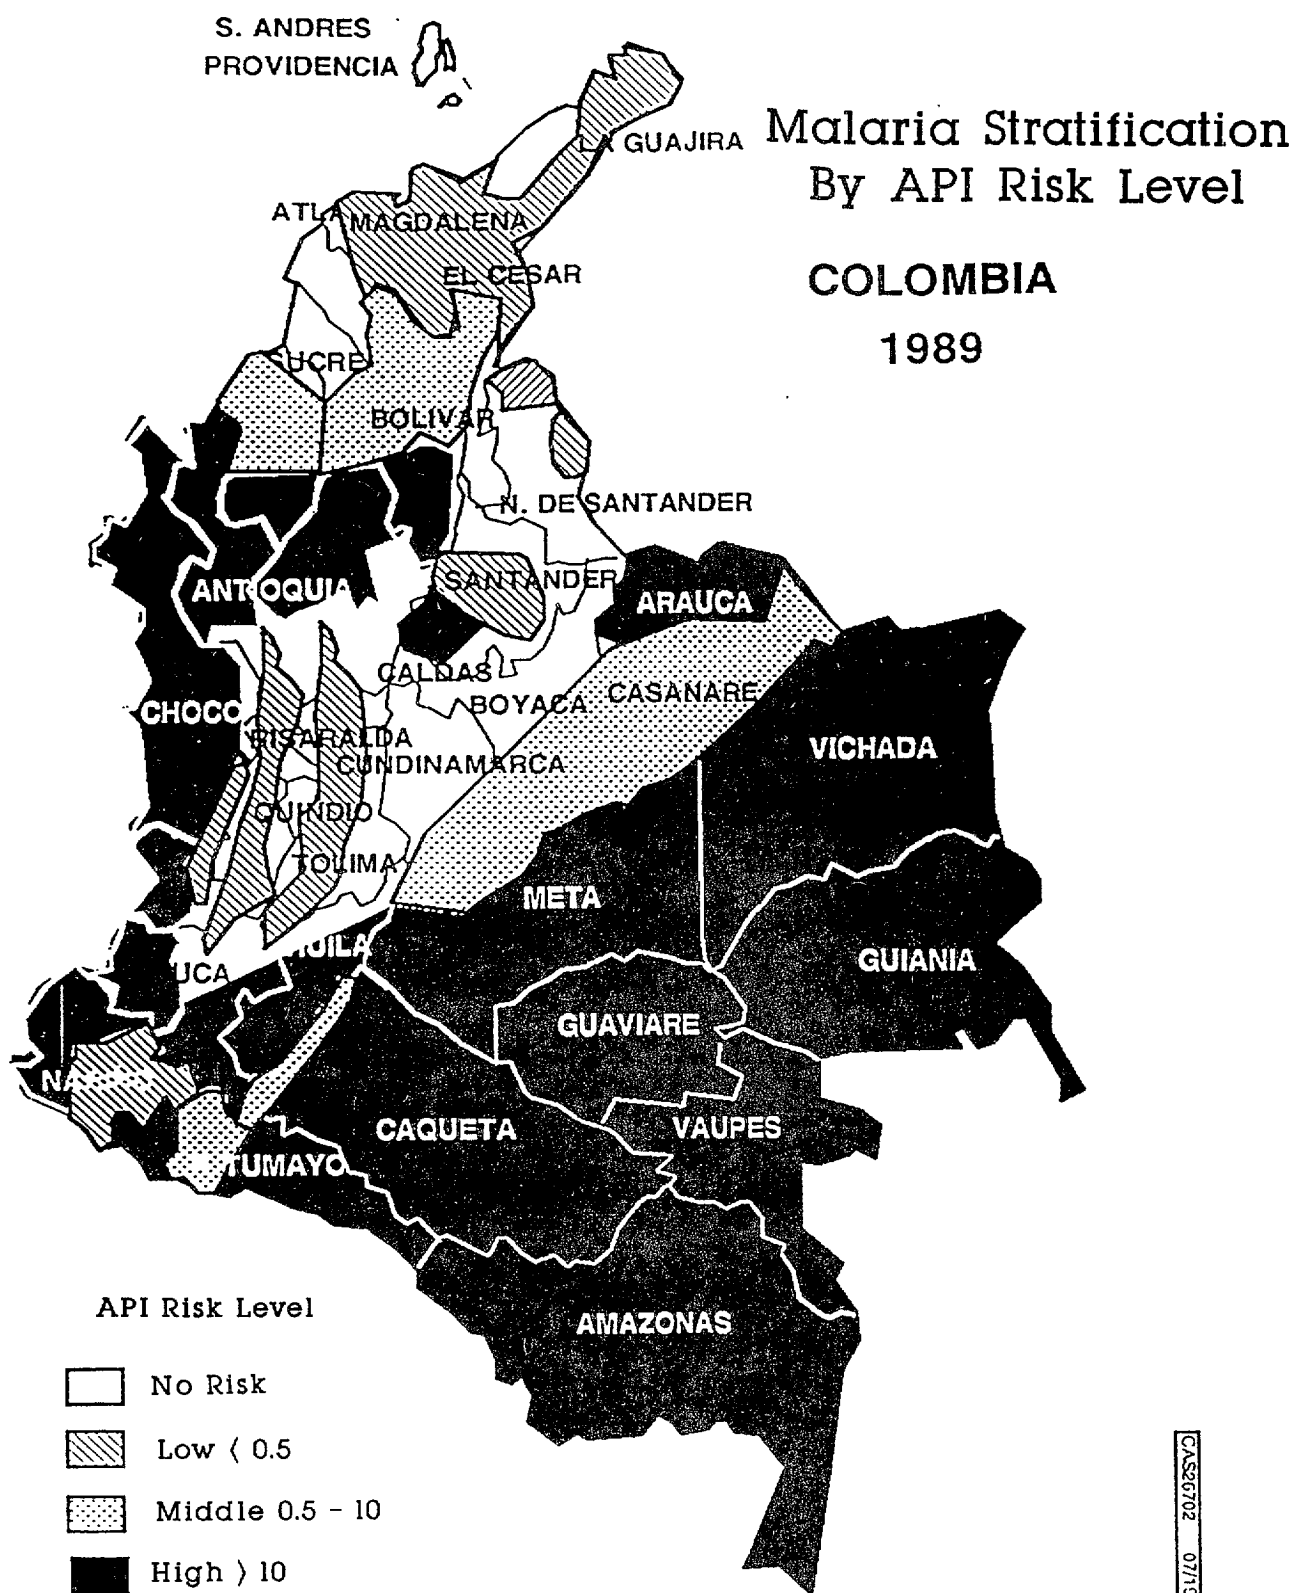 S. ANDRES
PROVIDENCIA
Malaria Stratification
By API Risk Level
COLOMBIA
1989
LA GUAJIRA
ATLA
MAGDALENA
EL CESAR
SUCRE
BOLIVAR
N. DE SANTANDER
SANTANDER
ANTIOQUIA
ARAUCA
CALDAS
BOYACA
CASANARE
CHOCO
RISARALDA
CUNDINAMARCA
VICHADA
QUINDIO
TOLIMA
META
HUILA
UCA
GUIANIA
GUAVIARE
CAQUETA
VAUPES
TUMAYO
AMAZONAS
API Risk Level
No Risk
Low < 0.5
Middle 0.5 - 10
High > 10
CAS26702